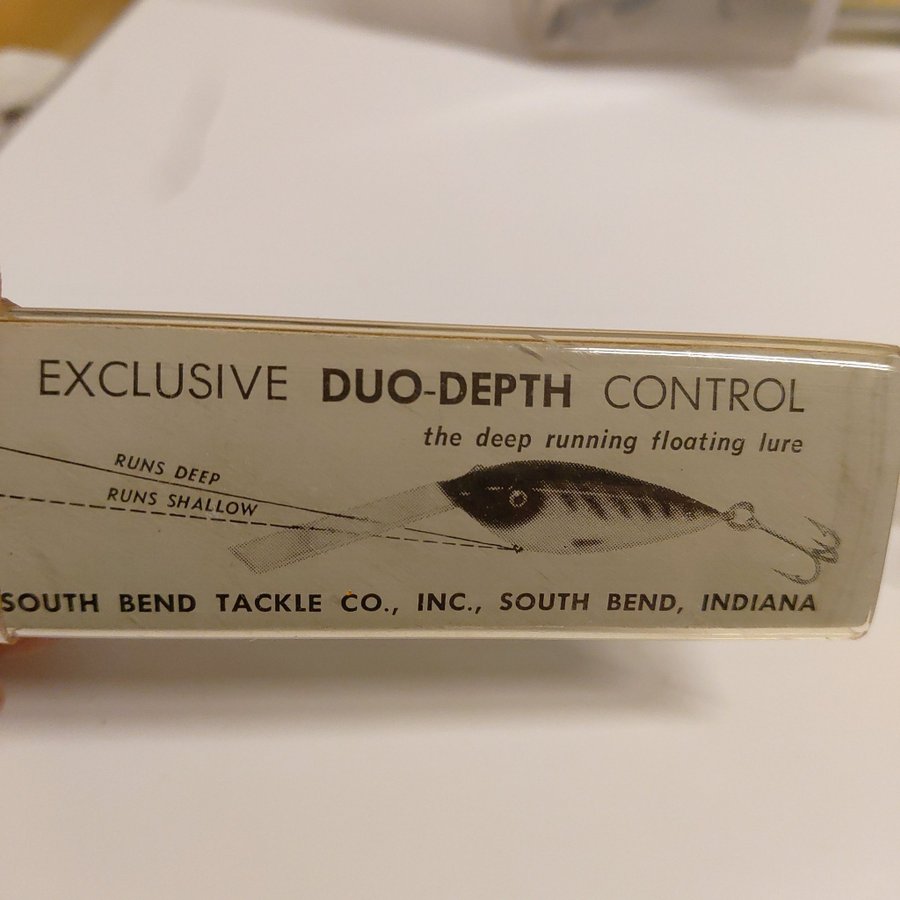 EXCLUSIVE DUO-DEPTH CONTROL
the deep running floating lure
RUNS DEEP
RUNS SHALLOW
SOUTH BEND TACKLE CO., INC., SOUTH BEND, INDIANA